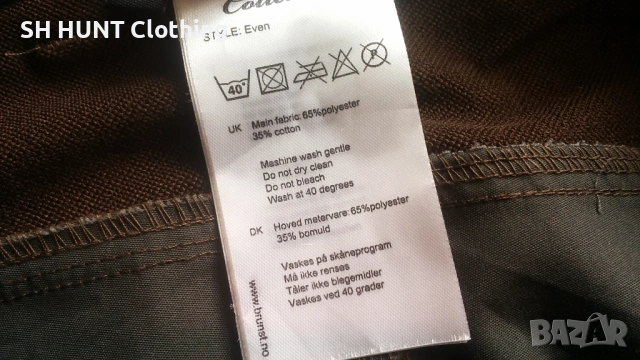 SH HUNT Clothing
STYLE: Even
40°
P
UK Main fabric: 65%polyester
35% cotton
Mashine wash gentle
Do not dry clean
Do not bleach
Wash at 40 degrees
DK Hoved metervare: 65%polyester
35% bomuld
Vaskes på skåneprogram
Må ikke renses
Tåler ikke blegemidler
Vaskes ved 40 grader
www.brumst.no
BAZAR